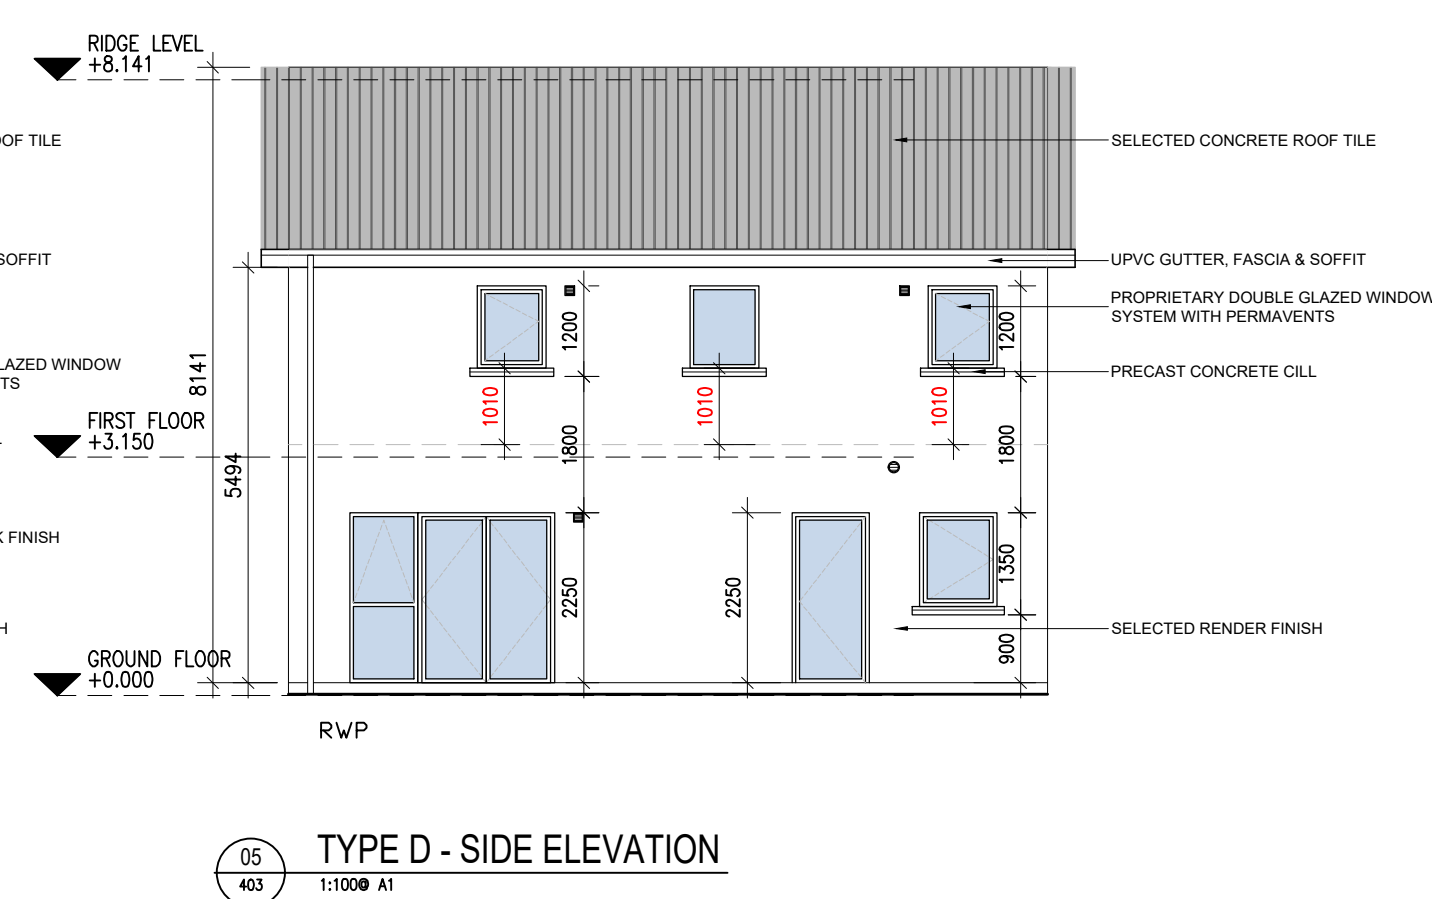 RIDGE LEVEL
+8.141
OOF TILE
SELECTED CONCRETE ROOF TILE
SOFFIT
UPVC GUTTER, FASCIA & SOFFIT
PROPRIETARY DOUBLE GLAZED WINDOW
SYSTEM WITH PERMAVENTS
1200
1200
LAZED WINDOW
TS
PRECAST CONCRETE CILL
8141
1010
1010
1010
FIRST FLOOR
+3.150
1800
1800
5494
K FINISH
1350
2250
2250
H
SELECTED RENDER FINISH
900
GROUND FLOOR
+0.000
RWP
05
403
TYPE D - SIDE ELEVATION
1:100@ A1